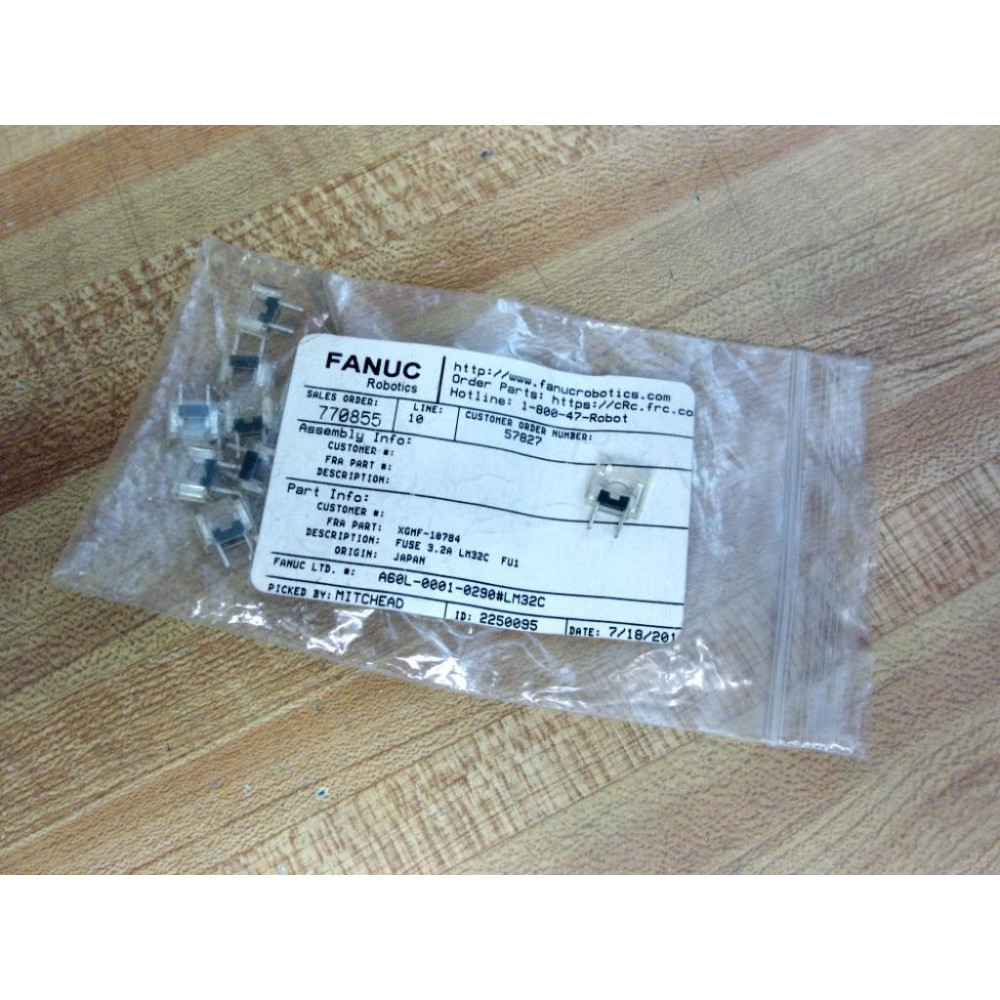 FANUC
Robotics
http://www.fanucrobotics.com
Order Parts: https://cRc.frc.co
Hotline: 1-800-47-Robot
SALES ORDER:
770855
LINE:
10
CUSTOMER ORDER NUMBER:
57827
Assembly Info:
CUSTOMER #:
FRA PART #:
DESCRIPTION:
Part Info:
CUSTOMER #:
FRA PART: XGMF-10784
DESCRIPTION: FUSE 3.2A LM32C FU1
ORIGIN: JAPAN
FANUC LTD. #: A60L-0001-0290#LM32C
PICKED BY: MITCHEAD
ID: 2250095
DATE: 7/18/201